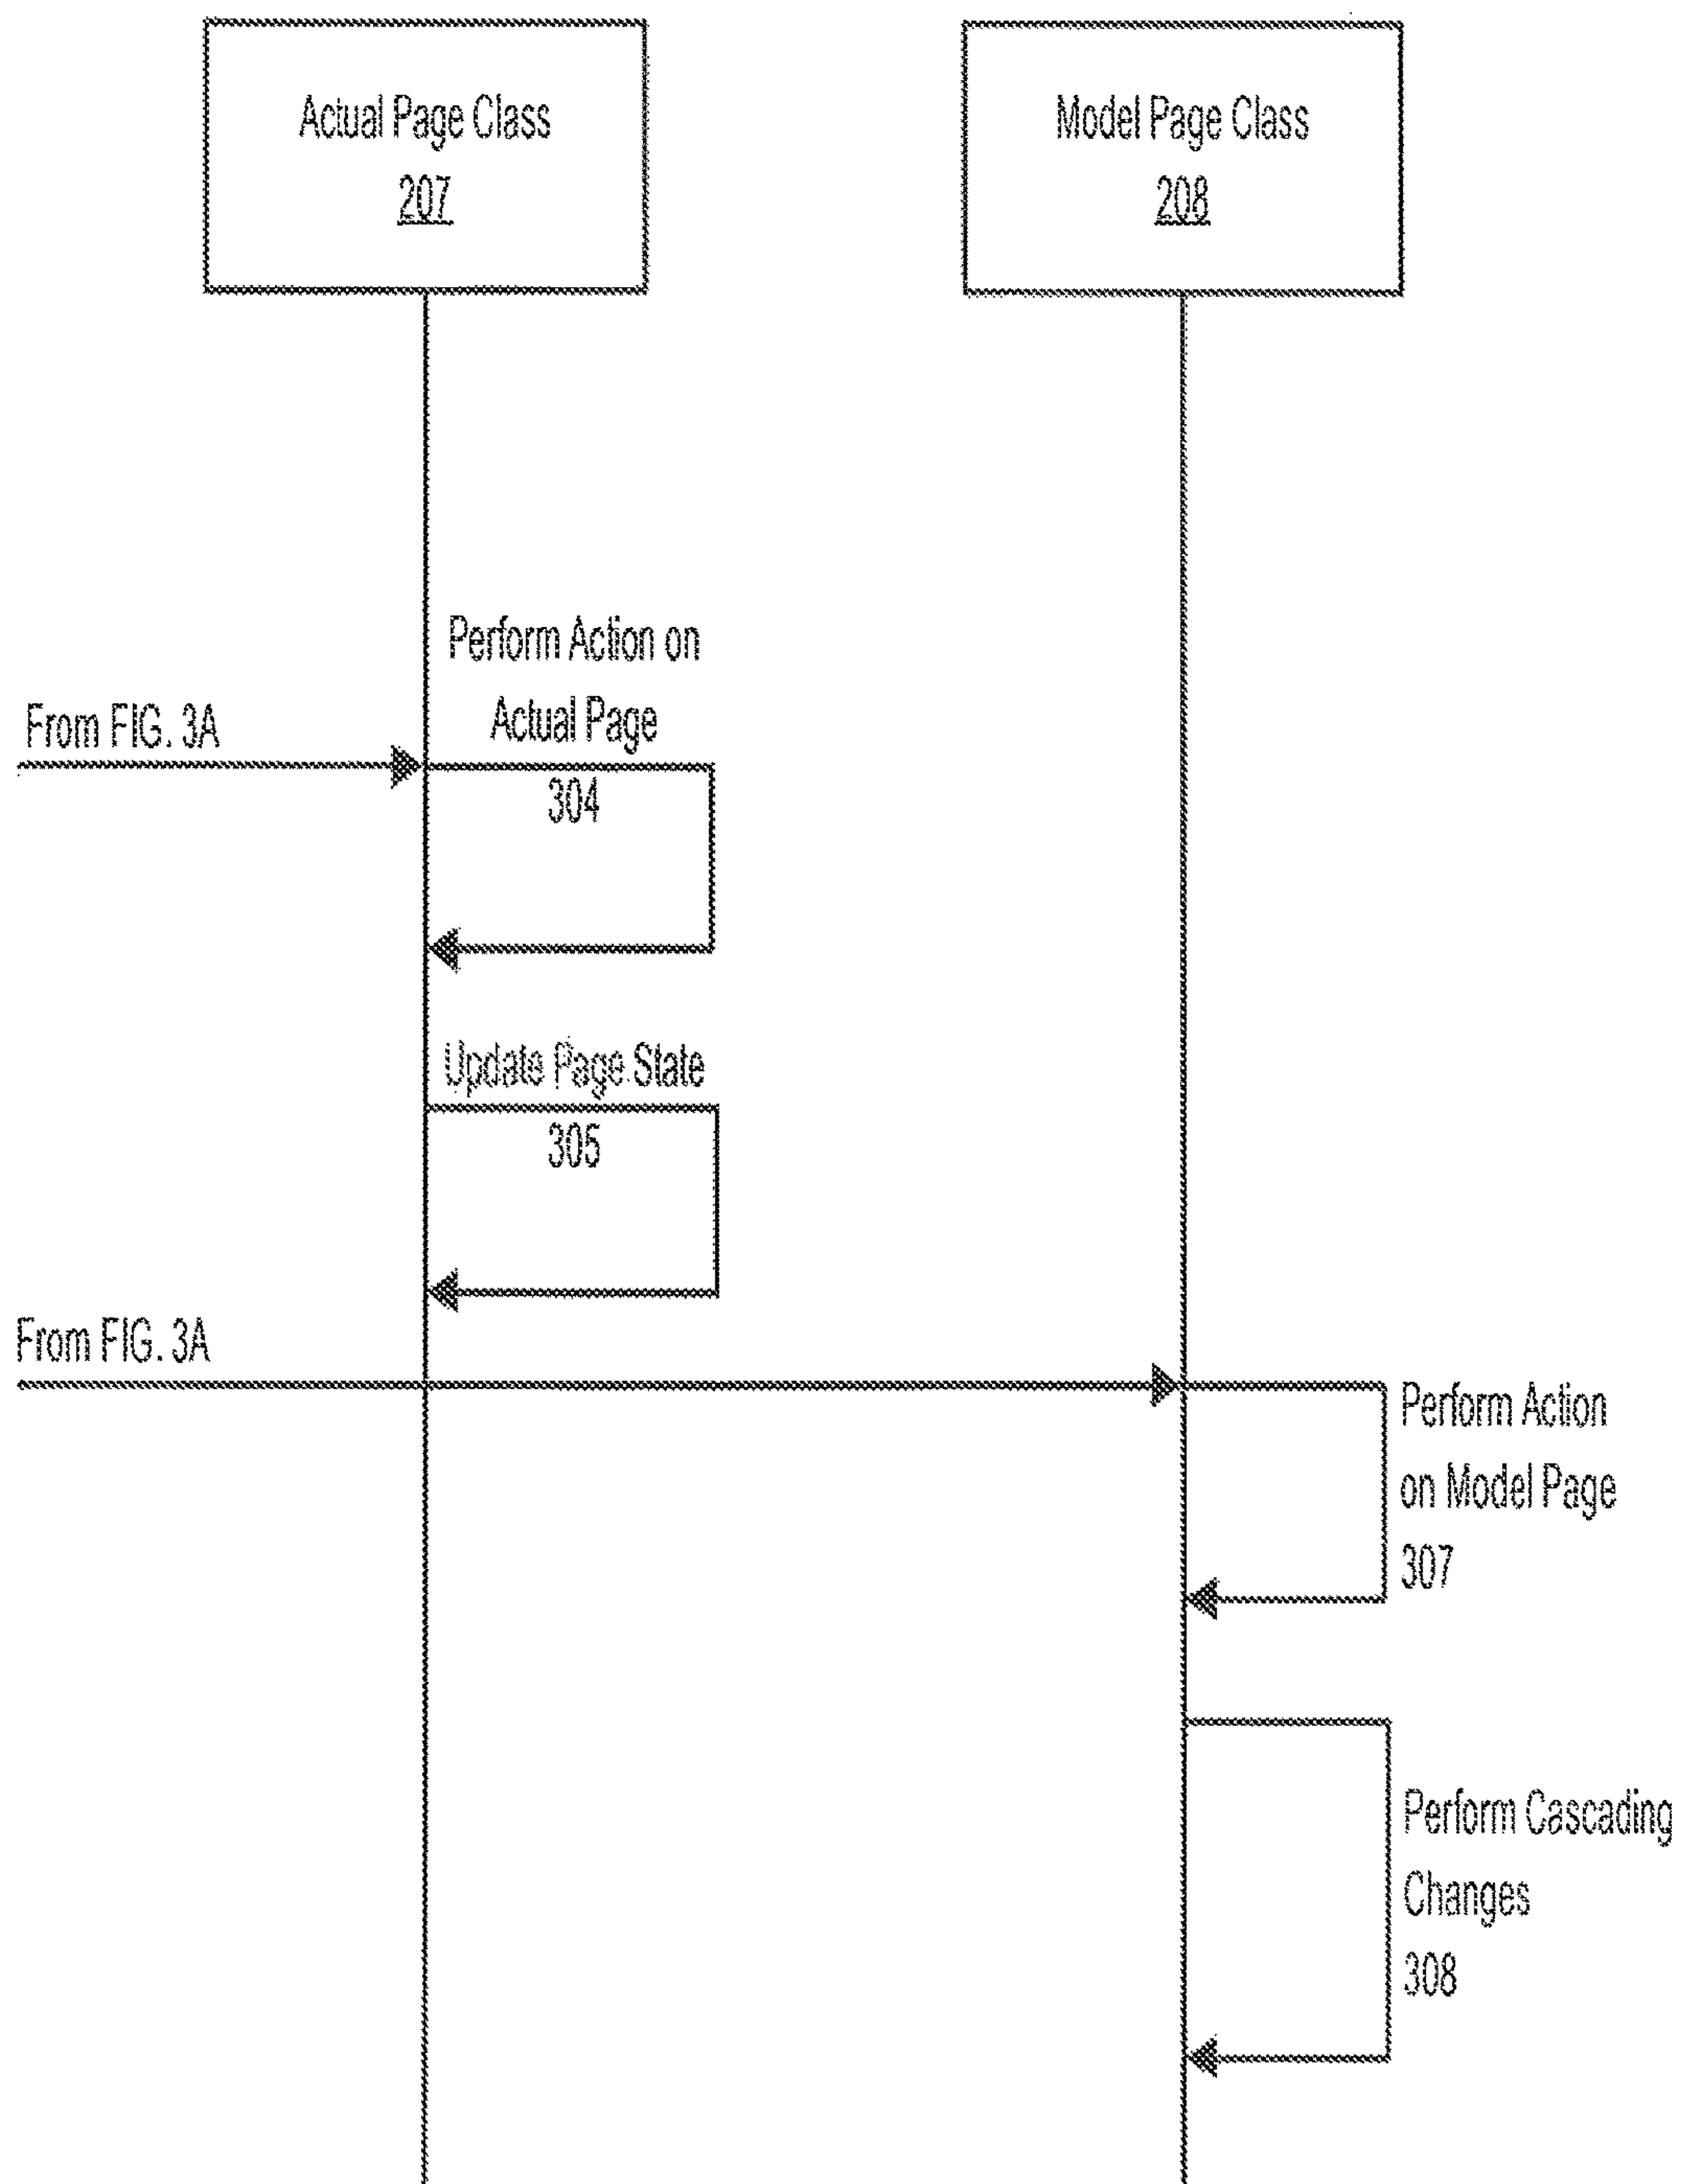 Actual Page Class
207
Model Page Class
208
Perform Action on
Actual Page
304
From FIG. 3A
Update Page State
305
From FIG. 3A
Perform Action
on Model Page
307
Perform Cascading
Changes
308